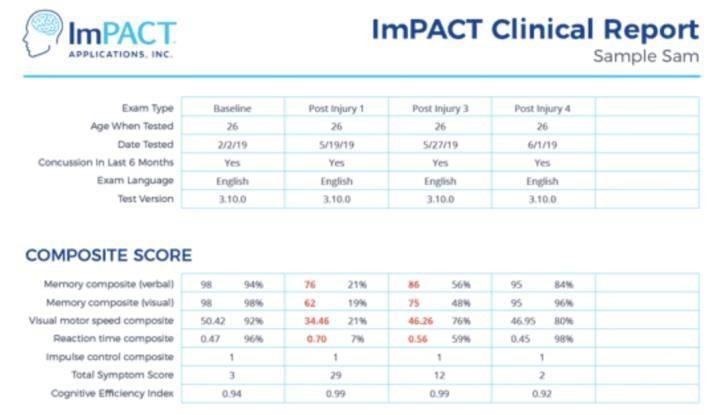 ImPACT
APPLICATIONS, INC.
ImPACT Clinical Report
Sample Sam
Exam Type Baseline Post Injury 1 Post Injury 3 Post Injury 4
Age When Tested 26 26 26 26
Date Tested 2/2/19 5/19/19 5/27/19 6/1/19
Concussion In Last 6 Months Yes Yes Yes Yes
Exam Language English English English English
Test Version 3.10.0 3.10.0 3.10.0 3.10.0
COMPOSITE SCORE
Memory composite (verbal) 98 94% 76 21% 86 56% 95 84%
Memory composite (visual) 98 98% 62 19% 75 48% 95 96%
Visual motor speed composite 50.42 92% 34.46 21% 46.26 76% 46.95 80%
Reaction time composite 0.47 96% 0.70 7% 0.56 59% 0.45 98%
Impulse control composite 1 1 1 1
Total Symptom Score 3 29 12 2
Cognitive Efficiency Index 0.94 0.99 0.99 0.92